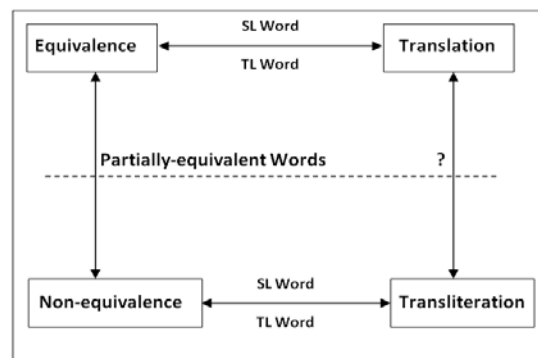 SL Word
Equivalence Translation
TL Word
Partially-equivalent Words ?
SL Word
Non-equivalence Transliteration
TL Word